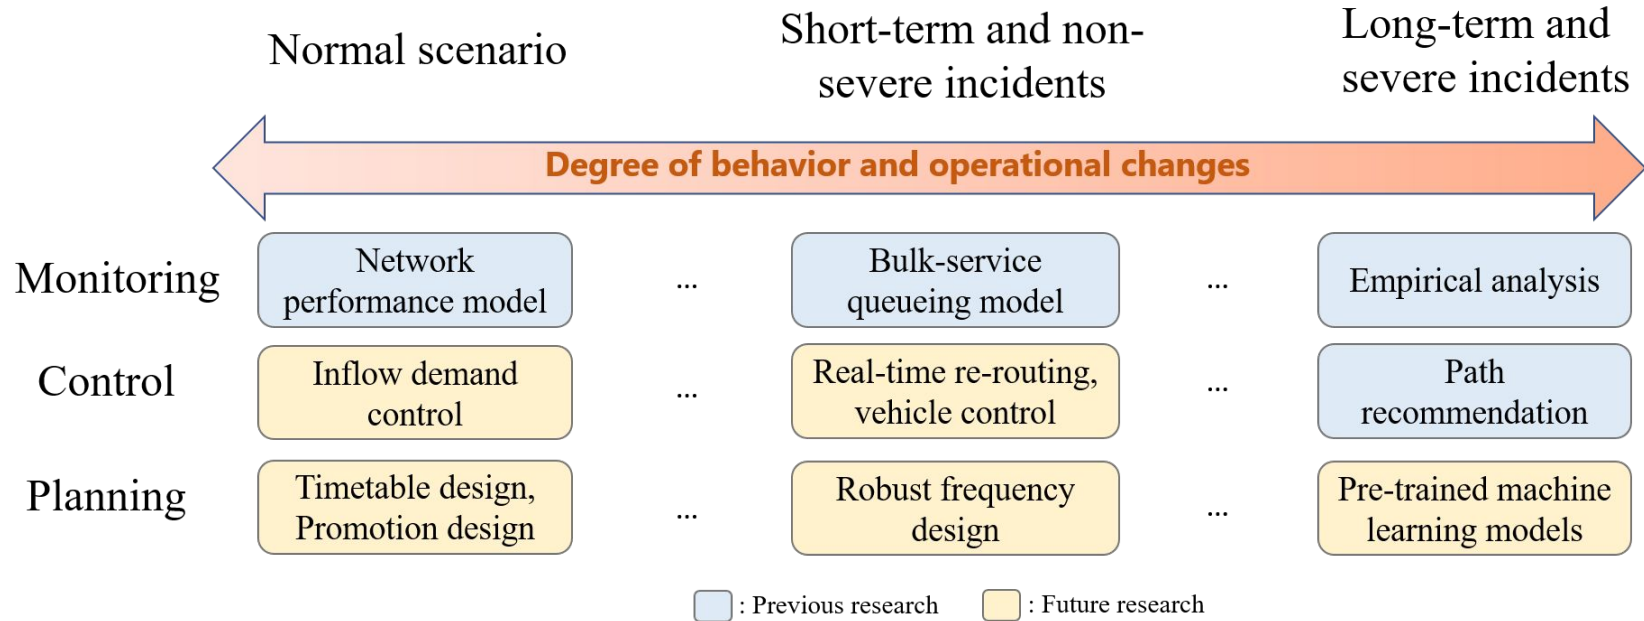 Normal scenario
Short-term and non-
severe incidents
Long-term and
severe incidents
Degree of behavior and operational changes
Monitoring
Network
performance model
...
Bulk-service
queueing model
...
Empirical analysis
Control
Inflow demand
control
...
Real-time re-routing,
vehicle control
...
Path
recommendation
Planning
Timetable design,
Promotion design
...
Robust frequency
design
...
Pre-trained machine
learning models
: Previous research
: Future research